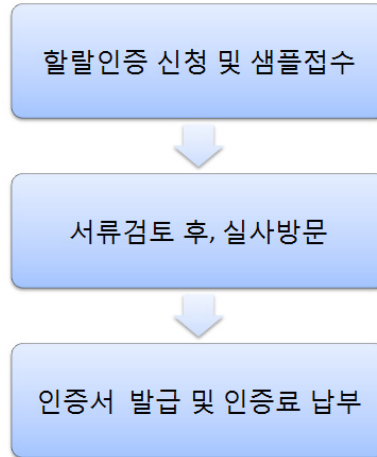 할랄인증 신청 및 샘플접수
서류검토 후, 실사방문
인증서 발급 및 인증료 납부